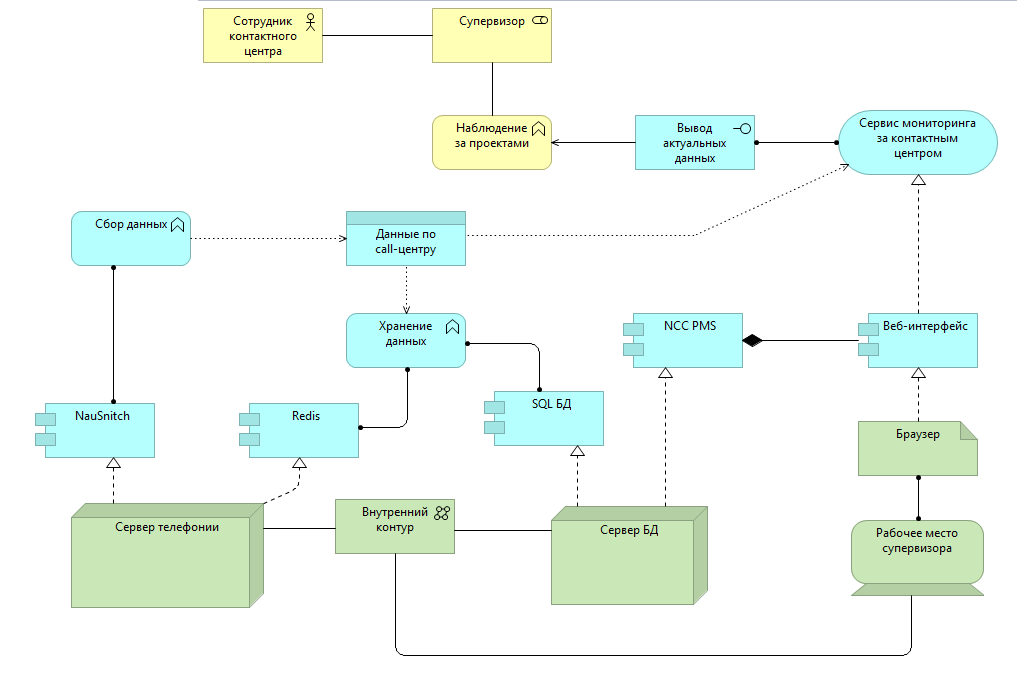 Сотрудник
контактного
центра
Супервизор
Наблюдение
за проектами
Вывод
актуальных
данных
Сервис мониторинга
за контактным
центром
Сбор данных
Данные по
call-центру
Хранение
данных
NCC PMS
Веб-интерфейс
NauSnitch
Redis
SQL БД
Браузер
Сервер телефонии
Внутренний
контур
Сервер БД
Рабочее место
супервизора